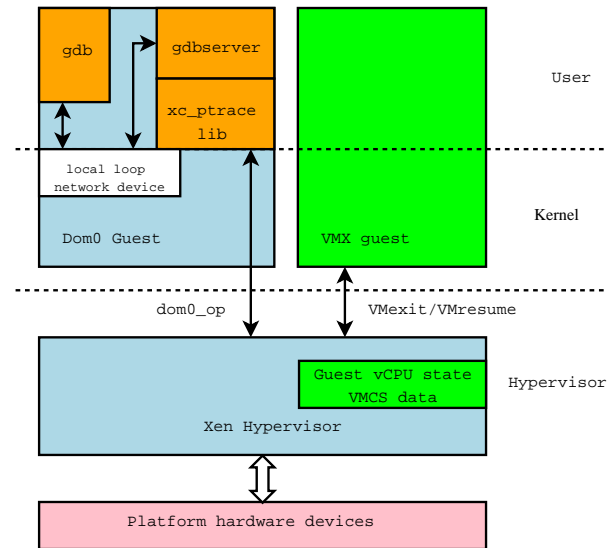 gdb
gdbserver
xc_ptrace
lib
User
local loop
network device
Kernel
Dom0 Guest
VMX guest
dom0_op
VMexit/VMresume
Guest vCPU state
VMCS data
Hypervisor
Xen Hypervisor
Platform hardware devices